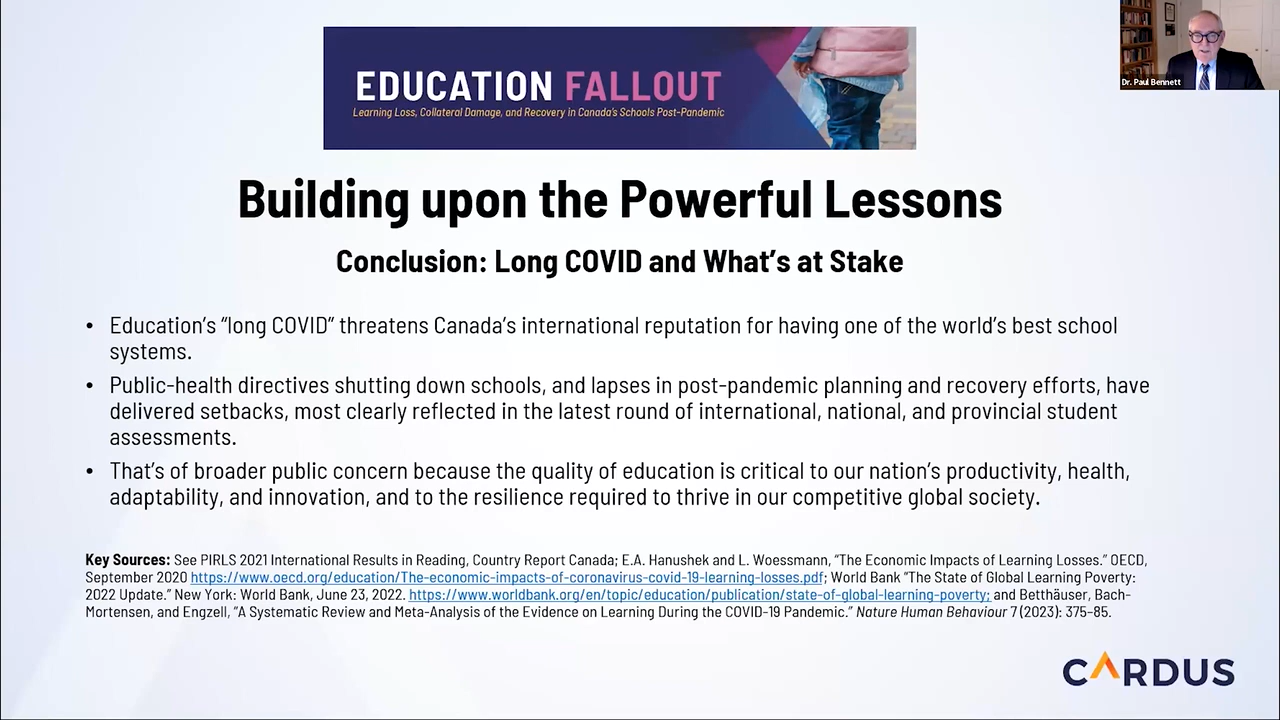 EDUCATION FALLOUT
Learning Loss, Collateral Damage, and Recovery in Canada's Schools Post-Pandemic
Dr. Paul Bennett
Building upon the Powerful Lessons
Conclusion: Long COVID and What's at Stake
• Education's “long COVID” threatens Canada's international reputation for having one of the world's best school
systems.
• Public-health directives shutting down schools, and lapses in post-pandemic planning and recovery efforts, have
delivered setbacks, most clearly reflected in the latest round of international, national, and provincial student
assessments.
• That's of broader public concern because the quality of education is critical to our nation's productivity, health,
adaptability, and innovation, and to the resilience required to thrive in our competitive global society.
Key Sources: See PIRLS 2021 International Results in Reading, Country Report Canada; E.A. Hanushek and L. Woessmann, “The Economic Impacts of Learning Losses.” OECD,
September 2020 https://www.oecd.org/education/The-economic-impacts-of-coronavirus-covid-19-learning-losses.pdf; World Bank “The State of Global Learning Poverty:
2022 Update.” New York: World Bank, June 23, 2022. https://www.worldbank.org/en/topic/education/publication/state-of-global-learning-poverty; and Betthäuser, Bach-
Mortensen, and Engzell, “A Systematic Review and Meta-Analysis of the Evidence on Learning During the COVID-19 Pandemic.” Nature Human Behaviour 7 (2023): 375–85.
CARDUS